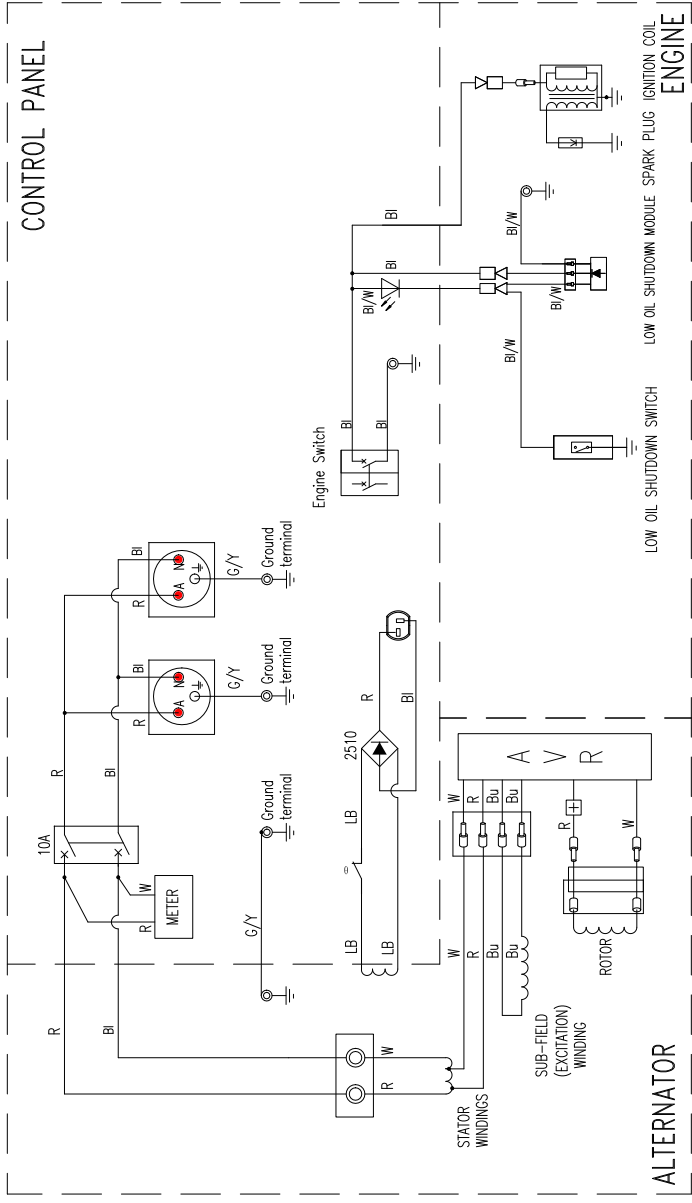 CONTROL PANEL
ENGINE
ALTERNATOR
R
Bl
10A
R
Bl
R
W
METER
R
Bl
R
Bl
A
N
A
N
G/Y
G/Y
Ground
terminal
Ground
terminal
Ground
terminal
G/Y
Engine Switch
Bl
Bl
Bl/W
Bl
Bl
Bl/W
Bl/W
Bl/W
LB
LB
LB
2510
R
Bl
R
W
STATOR
WINDINGS
W
R
Bu
Bu
W
R
Bu
Bu
SUB-FIELD
(EXCITATION)
WINDING
A V R
R
+
W
ROTOR
LOW OIL SHUTDOWN SWITCH
LOW OIL SHUTDOWN MODULE
SPARK PLUG
IGNITION COIL